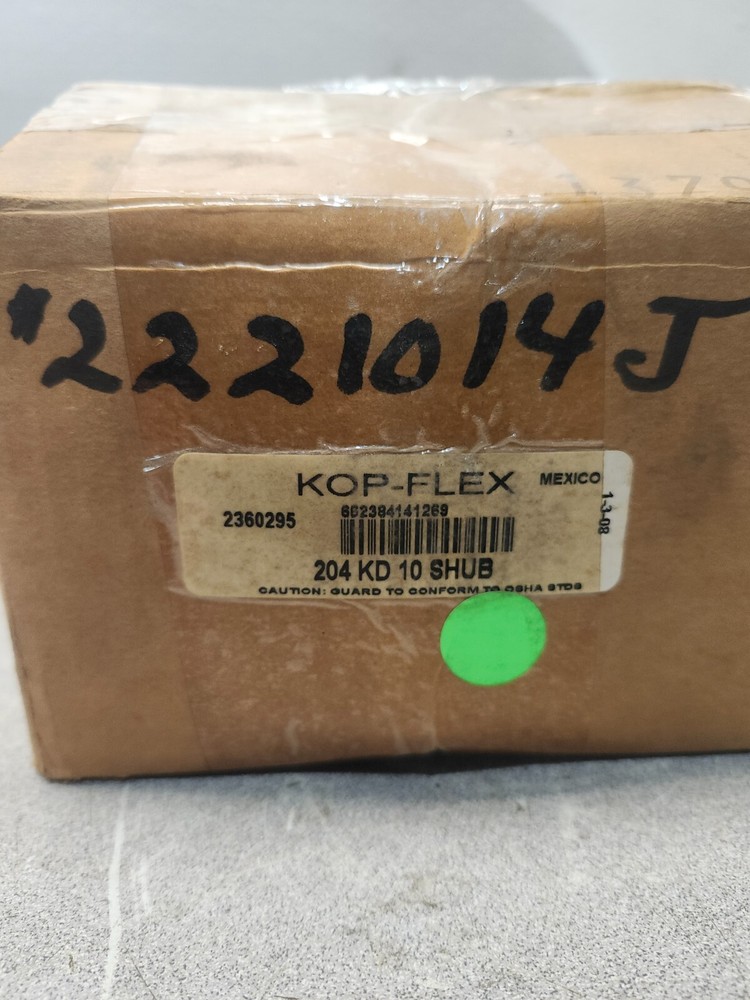 1379
#2221014J
KOP-FLEX
MEXICO
1-3-08
2360295
662384141269
204 KD 10 SHUB
CAUTION: GUARD TO CONFORM TO OSHA STDS